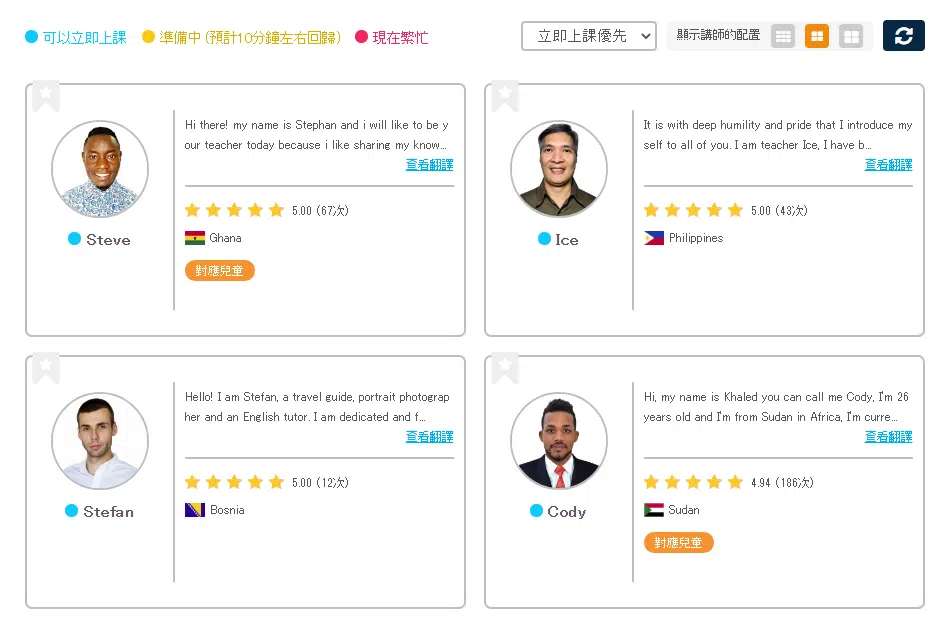 可以立即上課 準備中 (預計10分鐘左右回歸) 現在繁忙 立即上課優先 顯示講師的配置
Hi there! my name is Stephan and i will like to be y
our teacher today because i like sharing my know...
查看翻譯
5.00 (67次)
Steve
Ghana
對應兒童
It is with deep humility and pride that I introduce my
self to all of you. I am teacher Ice, I have b...
查看翻譯
5.00 (43次)
Ice
Philippines
Hello! I am Stefan, a travel guide, portrait photograp
her and an English tutor. I am dedicated and f...
查看翻譯
5.00 (12次)
Stefan
Bosnia
Hi, my name is Khaled you can call me Cody, I'm 26
years old and I'm from Sudan in Africa, I'm curre...
查看翻譯
4.94 (186次)
Cody
Sudan
對應兒童